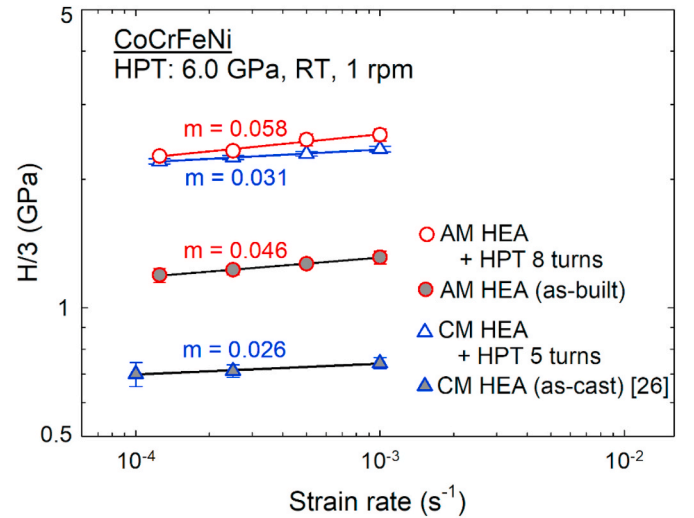 5
CoCrFeNi
HPT: 6.0 GPa, RT, 1 rpm
m = 0.058
m = 0.031
m = 0.046
m = 0.026
AM HEA
+ HPT 8 turns
AM HEA (as-built)
CM HEA
+ HPT 5 turns
CM HEA (as-cast) [26]
H/3 (GPa)
1
0.5
10⁻⁴
10⁻³
10⁻²
Strain rate (s⁻¹)